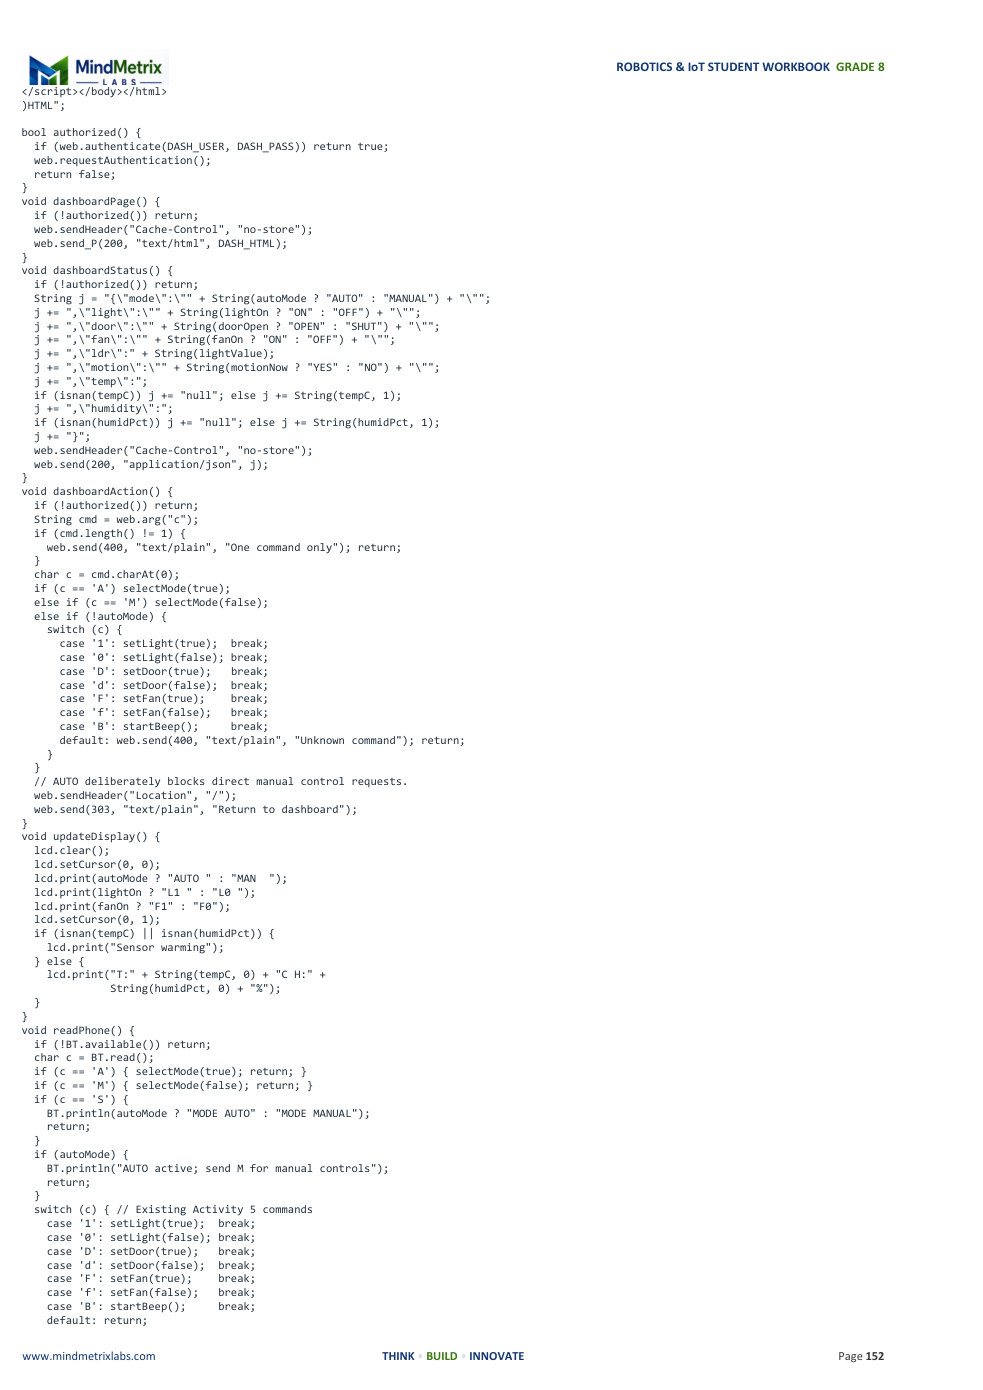 MindMetrix
LABS
ROBOTICS & IoT STUDENT WORKBOOK GRADE 8
</script></body></html>
)HTML";

bool authorized() {
  if (web.authenticate(DASH_USER, DASH_PASS)) return true;
  web.requestAuthentication();
  return false;
}
void dashboardPage() {
  if (!authorized()) return;
  web.sendHeader("Cache-Control", "no-store");
  web.send_P(200, "text/html", DASH_HTML);
}
void dashboardStatus() {
  if (!authorized()) return;
  String j = "{\"mode\":\"" + String(autoMode ? "AUTO" : "MANUAL") + "\"";
  j += ",\"light\":\"" + String(lightOn ? "ON" : "OFF") + "\"";
  j += ",\"door\":\"" + String(doorOpen ? "OPEN" : "SHUT") + "\"";
  j += ",\"fan\":\"" + String(fanOn ? "ON" : "OFF") + "\"";
  j += ",\"ldr\":" + String(lightValue);
  j += ",\"motion\":\"" + String(motionNow ? "YES" : "NO") + "\"";
  j += ",\"temp\":";
  if (isnan(tempC)) j += "null"; else j += String(tempC, 1);
  j += ",\"humidity\":";
  if (isnan(humidPct)) j += "null"; else j += String(humidPct, 1);
  j += "}";
  web.sendHeader("Cache-Control", "no-store");
  web.send(200, "application/json", j);
}
void dashboardAction() {
  if (!authorized()) return;
  String cmd = web.arg("c");
  if (cmd.length() != 1) {
    web.send(400, "text/plain", "One command only"); return;
  }
  char c = cmd.charAt(0);
  if (c == 'A') selectMode(true);
  else if (c == 'M') selectMode(false);
  else if (!autoMode) {
    switch (c) {
      case '1': setLight(true);  break;
      case '0': setLight(false); break;
      case 'D': setDoor(true);   break;
      case 'd': setDoor(false);  break;
      case 'F': setFan(true);    break;
      case 'f': setFan(false);   break;
      case 'B': startBeep();     break;
      default: web.send(400, "text/plain", "Unknown command"); return;
    }
  }
  // AUTO deliberately blocks direct manual control requests.
  web.sendHeader("Location", "/");
  web.send(303, "text/plain", "Return to dashboard");
}
void updateDisplay() {
  lcd.clear();
  lcd.setCursor(0, 0);
  lcd.print(autoMode ? "AUTO " : "MAN  ");
  lcd.print(lightOn ? "L1 " : "L0 ");
  lcd.print(fanOn ? "F1" : "F0");
  lcd.setCursor(0, 1);
  if (isnan(tempC) || isnan(humidPct)) {
    lcd.print("Sensor warming");
  } else {
    lcd.print("T:" + String(tempC, 0) + "C H:" +
              String(humidPct, 0) + "%");
  }
}
void readPhone() {
  if (!BT.available()) return;
  char c = BT.read();
  if (c == 'A') { selectMode(true); return; }
  if (c == 'M') { selectMode(false); return; }
  if (c == 'S') {
    BT.println(autoMode ? "MODE AUTO" : "MODE MANUAL");
    return;
  }
  if (autoMode) {
    BT.println("AUTO active; send M for manual controls");
    return;
  }
  switch (c) { // Existing Activity 5 commands
    case '1': setLight(true);  break;
    case '0': setLight(false); break;
    case 'D': setDoor(true);   break;
    case 'd': setDoor(false);  break;
    case 'F': setFan(true);    break;
    case 'f': setFan(false);   break;
    case 'B': startBeep();     break;
    default: return;
www.mindmetrixlabs.com
THINK • BUILD • INNOVATE
Page 152